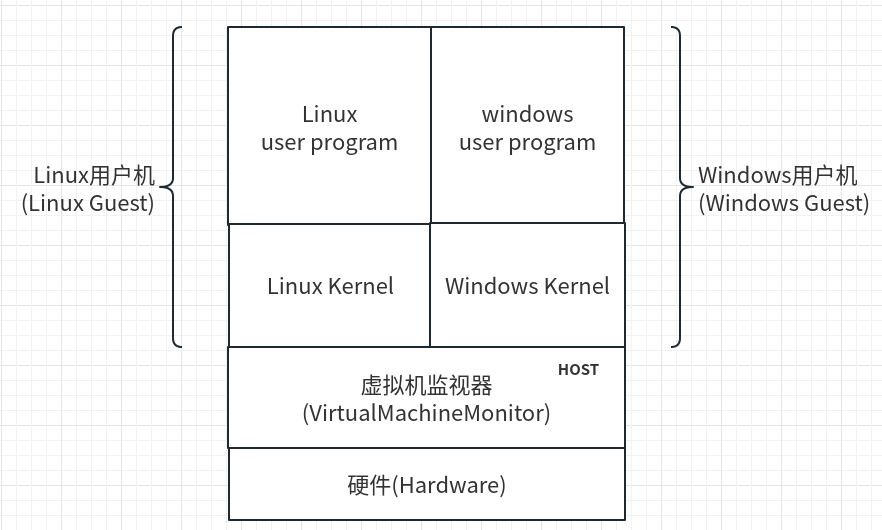 Linux
user program
windows
user program
Linux用户机
(Linux Guest)
Windows用户机
(Windows Guest)
Linux Kernel
Windows Kernel
HOST
虚拟机监视器
(VirtualMachineMonitor)
硬件(Hardware)